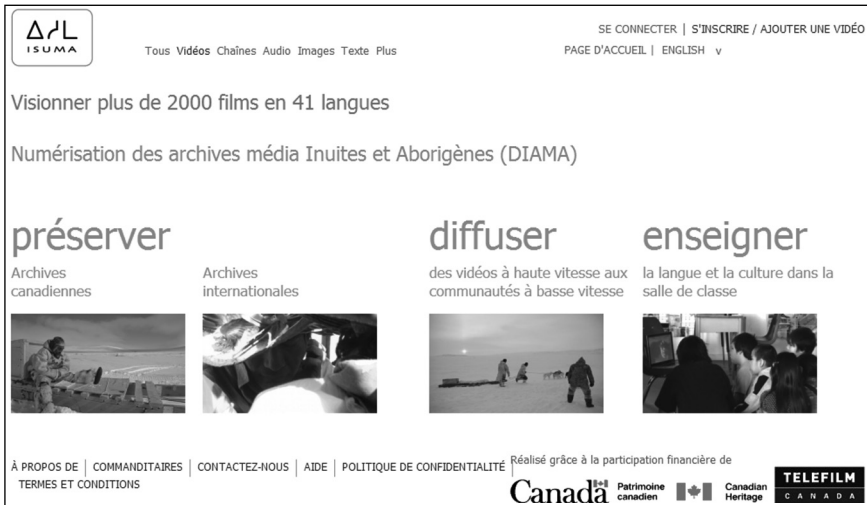 ᐃᓱᒪ
ISUMA
SE CONNECTER | S'INSCRIRE / AJOUTER UNE VIDÉO
Tous Vidéos Chaînes Audio Images Texte Plus
PAGE D'ACCUEIL | ENGLISH v
Visionner plus de 2000 films en 41 langues
Numérisation des archives média Inuites et Aborigènes (DIAMA)
préserver
Archives
canadiennes
Archives
internationales
diffuser
des vidéos à haute vitesse aux
communautés à basse vitesse
enseigner
la langue et la culture dans la
salle de classe
À PROPOS DE | COMMANDITAIRES | CONTACTEZ-NOUS | AIDE | POLITIQUE DE CONFIDENTIALITÉ |
TERMES ET CONDITIONS
Réalisé grâce à la participation financière de
Canada
Patrimoine
canadien
Canadian
Heritage
TELEFILM
CANADA